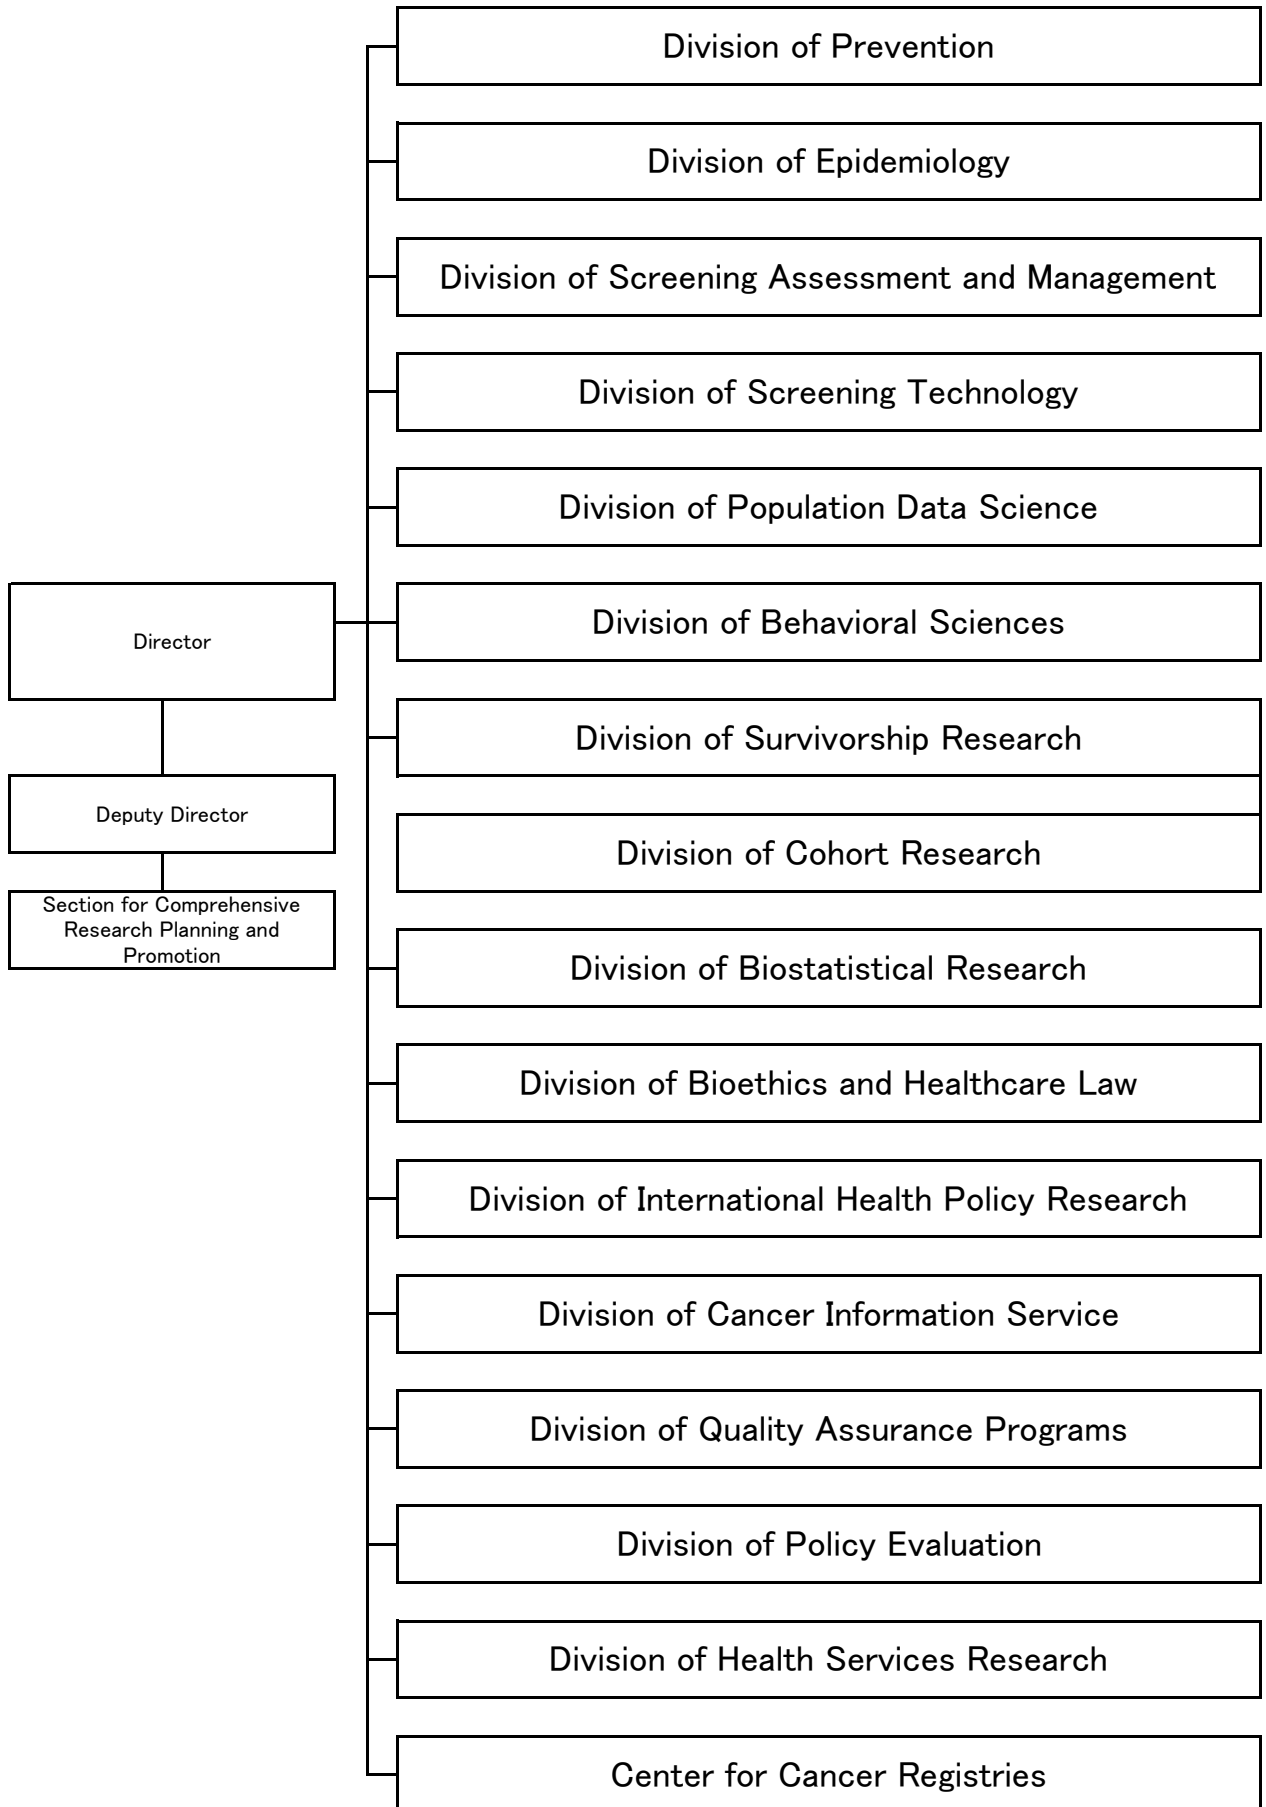 Division of Prevention
Division of Epidemiology
Division of Screening Assessment and Management
Division of Screening Technology
Division of Population Data Science
Director
Division of Behavioral Sciences
Division of Survivorship Research
Deputy Director
Division of Cohort Research
Section for Comprehensive
Research Planning and
Promotion
Division of Biostatistical Research
Division of Bioethics and Healthcare Law
Division of International Health Policy Research
Division of Cancer Information Service
Division of Quality Assurance Programs
Division of Policy Evaluation
Division of Health Services Research
Center for Cancer Registries